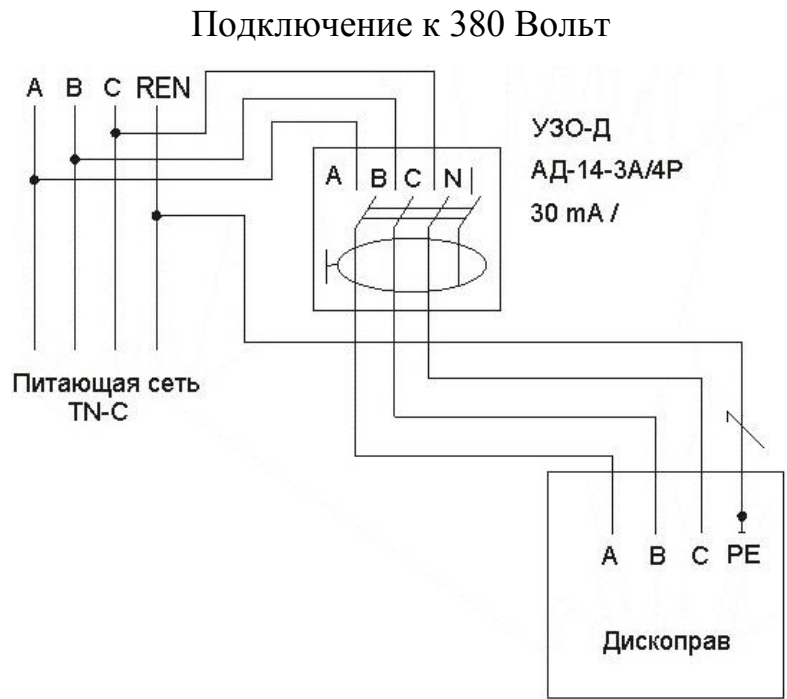 Подключение к 380 Вольт
A B C REN
УЗО-Д
АД-14-3А/4Р
30 mA /
A B C N
Питающая сеть
TN-C
A B C PE
Дископрав